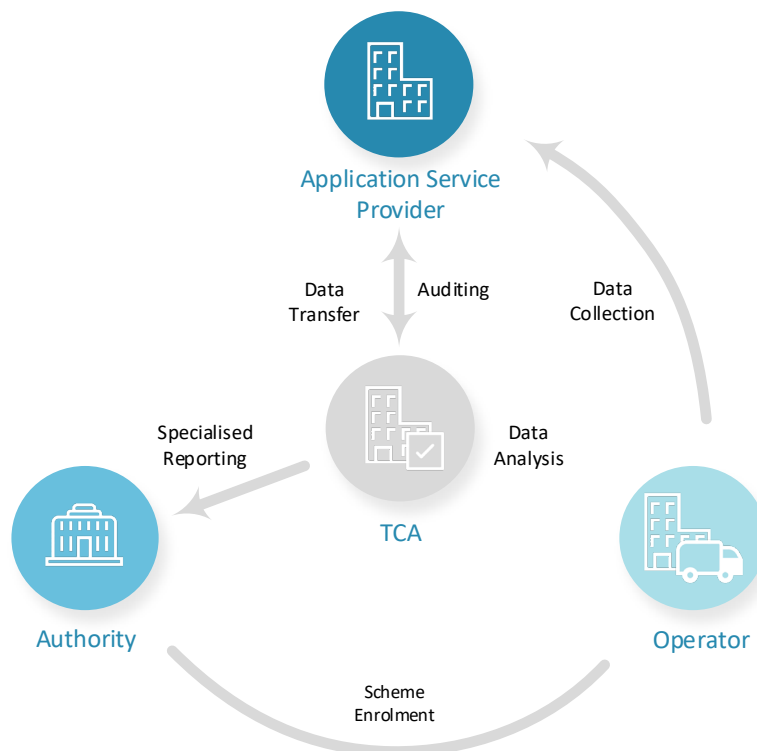 Application Service
Provider
Data
Transfer
Auditing
Data
Collection
Specialised
Reporting
Data
Analysis
TCA
Authority
Operator
Scheme
Enrolment